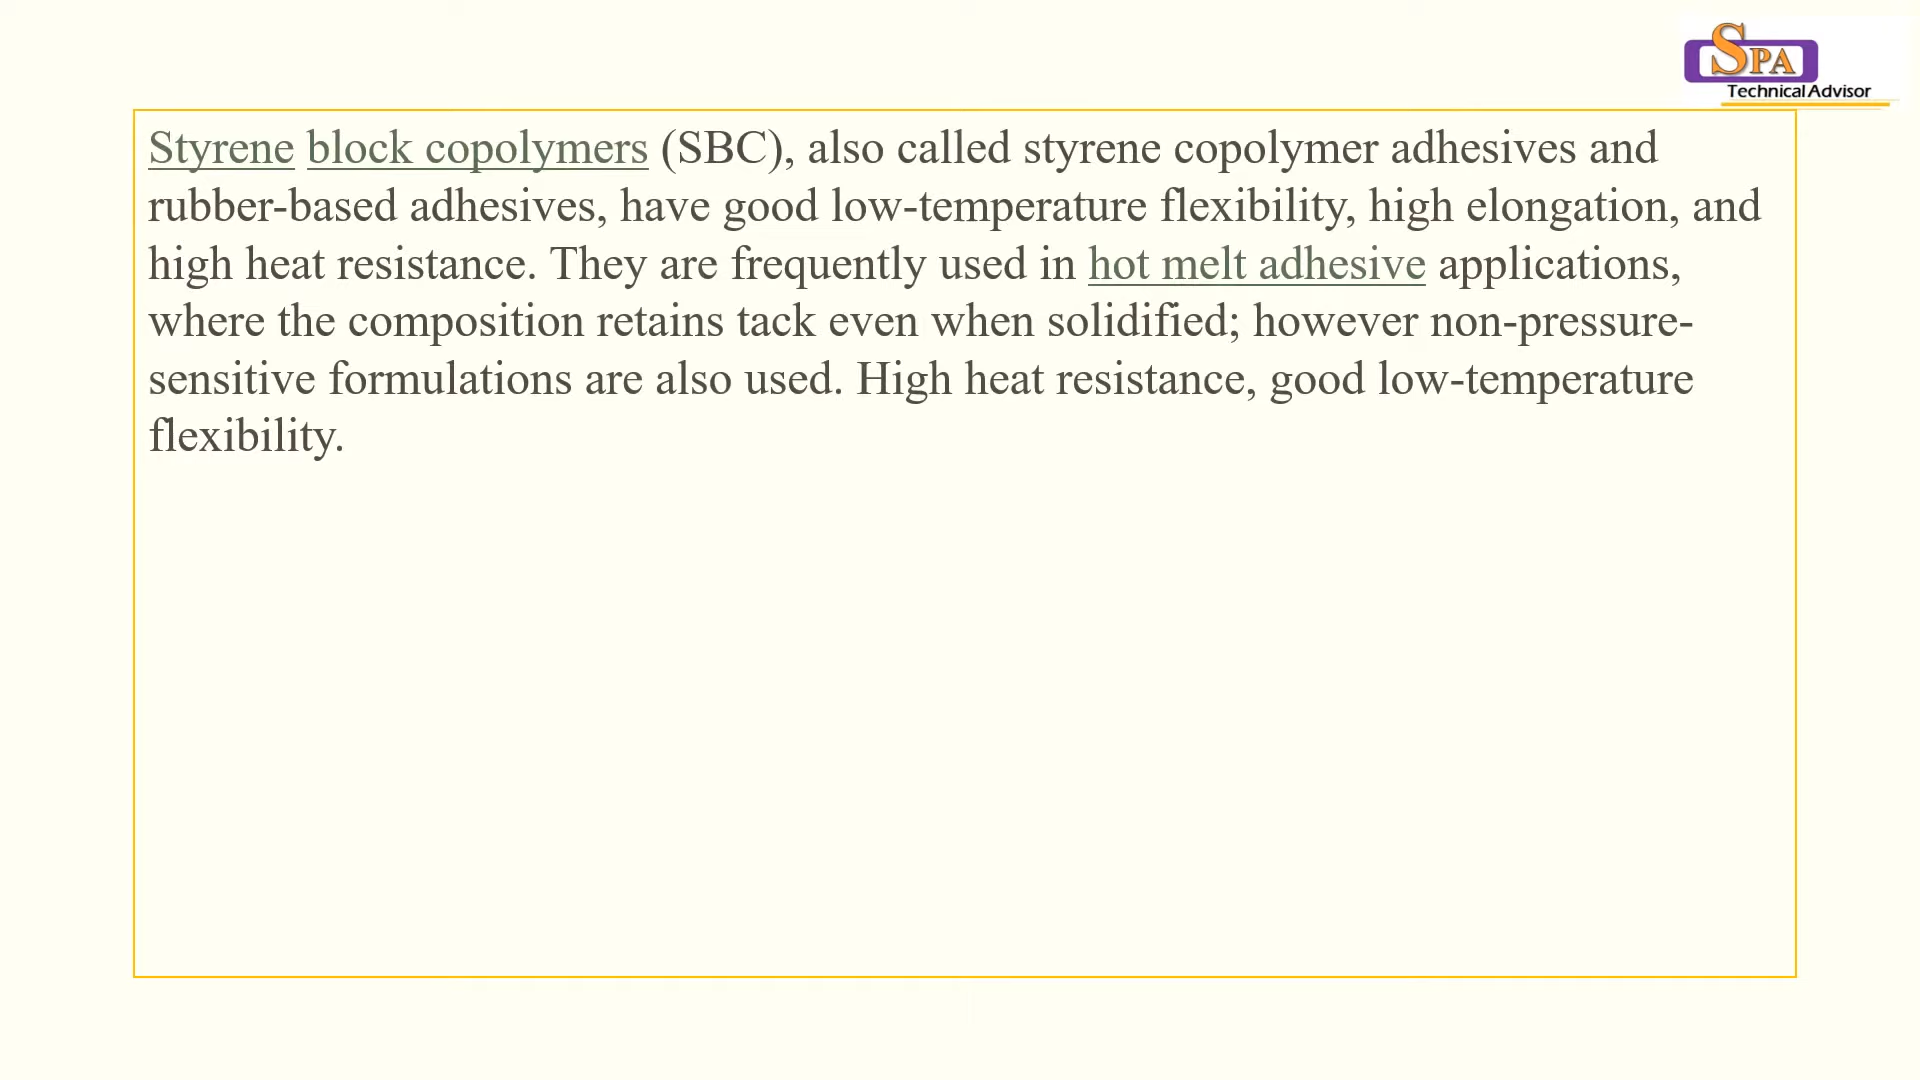 SPA
Technical Advisor
Styrene block copolymers (SBC), also called styrene copolymer adhesives and
rubber-based adhesives, have good low-temperature flexibility, high elongation, and
high heat resistance. They are frequently used in hot melt adhesive applications,
where the composition retains tack even when solidified; however non-pressure-
sensitive formulations are also used. High heat resistance, good low-temperature
flexibility.